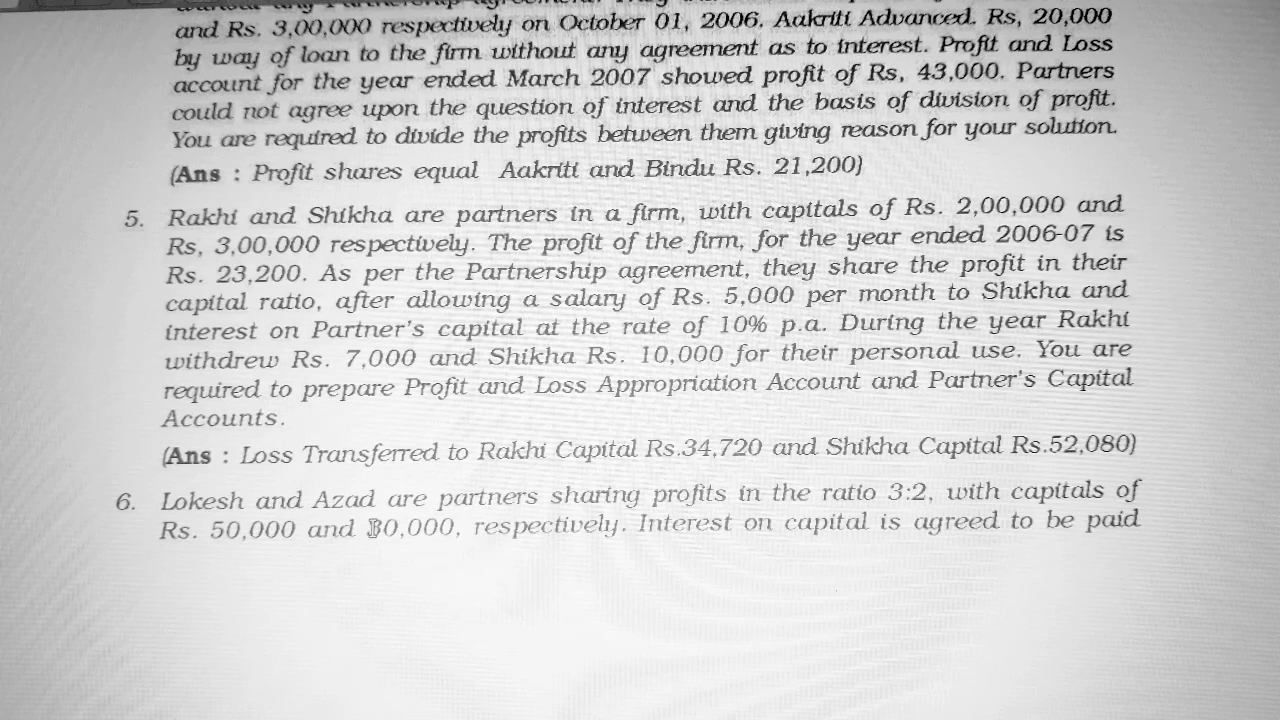 and Rs. 3,00,000 respectively on October 01, 2006. Aakriti Advanced. Rs, 20,000
by way of loan to the firm without any agreement as to interest. Profit and Loss
account for the year ended March 2007 showed profit of Rs, 43,000. Partners
could not agree upon the question of interest and the basis of division of profit.
You are required to divide the profits between them giving reason for your solution.
(Ans : Profit shares equal Aakriti and Bindu Rs. 21,200)
5. Rakhi and Shikha are partners in a firm, with capitals of Rs. 2,00,000 and
Rs, 3,00,000 respectively. The profit of the firm, for the year ended 2006-07 is
Rs. 23,200. As per the Partnership agreement, they share the profit in their
capital ratio, after allowing a salary of Rs. 5,000 per month to Shikha and
interest on Partner's capital at the rate of 10% p.a. During the year Rakhi
withdrew Rs. 7,000 and Shikha Rs. 10,000 for their personal use. You are
required to prepare Profit and Loss Appropriation Account and Partner's Capital
Accounts.
(Ans : Loss Transferred to Rakhi Capital Rs.34,720 and Shikha Capital Rs.52,080)
6. Lokesh and Azad are partners sharing profits in the ratio 3:2, with capitals of
Rs. 50,000 and 30,000, respectively. Interest on capital is agreed to be paid